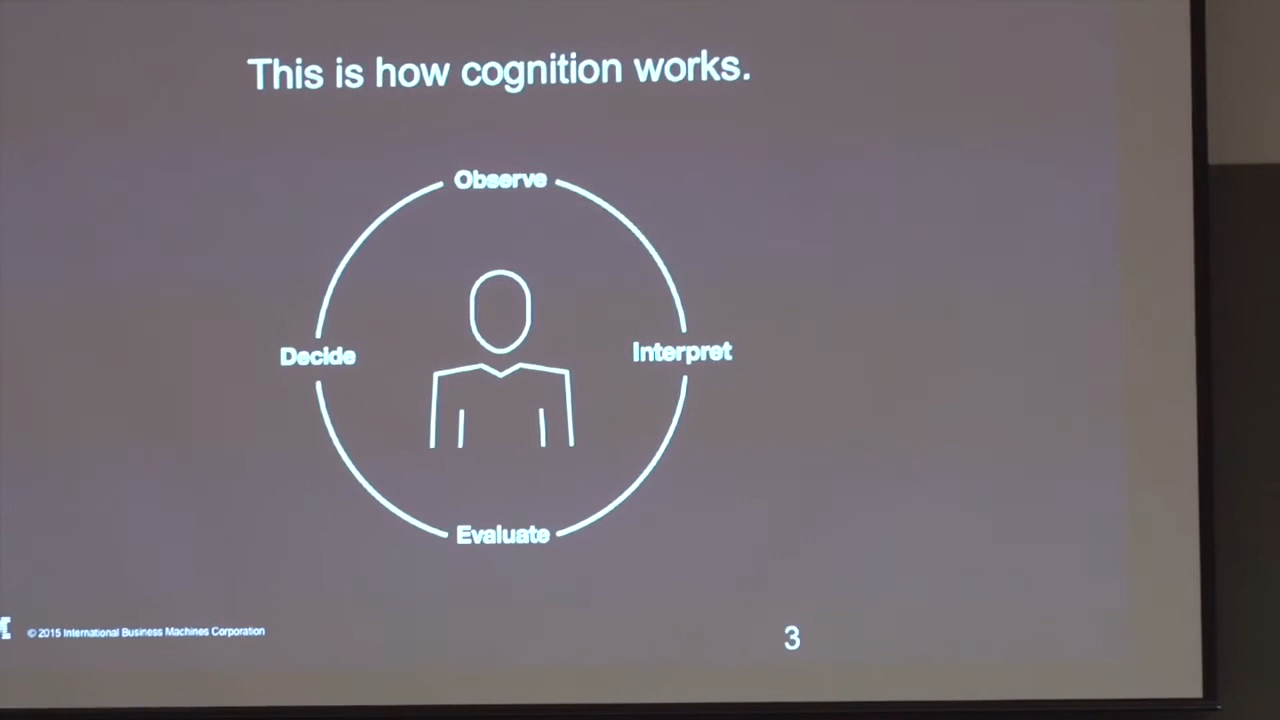 This is how cognition works.
Observe
Decide
Interpret
Evaluate
© 2015 International Business Machines Corporation
3